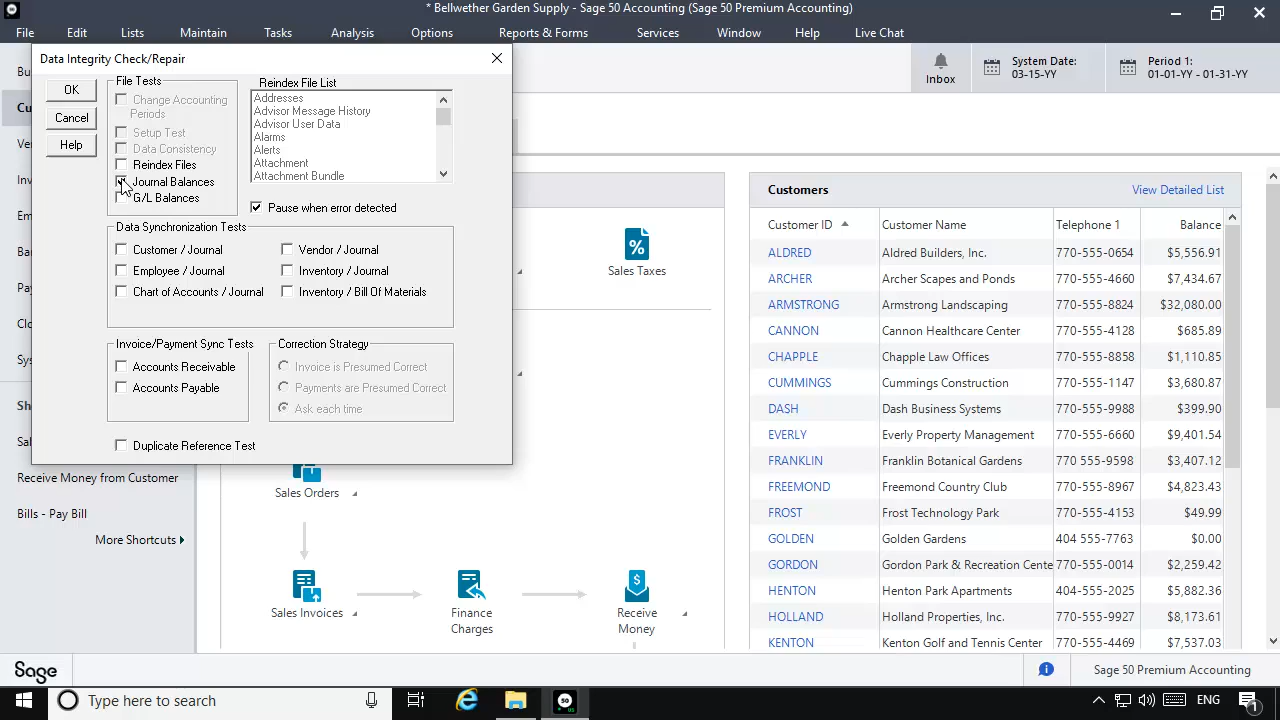 * Bellwether Garden Supply - Sage 50 Accounting (Sage 50 Premium Accounting)
File Edit Lists Maintain Tasks Analysis Options Reports & Forms Services Window Help Live Chat
Data Integrity Check/Repair
Inbox
System Date:
03-15-YY
Period 1:
01-01-YY - 01-31-YY
OK
Cancel
Help
File Tests
Change Accounting
Periods
Setup Test
Data Consistency
Reindex Files
Journal Balances
G/L Balances
Reindex File List
Addresses
Advisor Message History
Advisor User Data
Alarms
Alerts
Attachment
Attachment Bundle
Pause when error detected
Data Synchronization Tests
Customer / Journal
Vendor / Journal
Employee / Journal
Inventory / Journal
Chart of Accounts / Journal
Inventory / Bill Of Materials
Invoice/Payment Sync Tests
Accounts Receivable
Accounts Payable
Correction Strategy
Invoice is Presumed Correct
Payments are Presumed Correct
Ask each time
Duplicate Reference Test
Receive Money from Customer
Bills - Pay Bill
More Shortcuts
Sales Taxes
Sales Orders
Sales Invoices
Finance
Charges
Receive
Money
Customers
View Detailed List
Customer ID Customer Name Telephone 1 Balance
ALDRED Aldred Builders, Inc. 770-555-0654 $5,556.91
ARCHER Archer Scapes and Ponds 770-555-4660 $7,434.67
ARMSTRONG Armstrong Landscaping 770-555-8824 $32,080.00
CANNON Cannon Healthcare Center 770-555-4128 $685.89
CHAPPLE Chapple Law Offices 770-555-8858 $1,110.85
CUMMINGS Cummings Construction 770-555-1147 $3,680.87
DASH Dash Business Systems 770-555-9988 $399.90
EVERLY Everly Property Management 770-555-6660 $9,401.54
FRANKLIN Franklin Botanical Gardens 770 555-9598 $3,407.12
FREEMOND Freemond Country Club 770-555-8967 $4,823.43
FROST Frost Technology Park 770-555-4153 $49.99
GOLDEN Golden Gardens 404 555-7763 $0.00
GORDON Gordon Park & Recreation Cente 770-555-0014 $2,259.42
HENTON Henton Park Apartments 404-555-2025 $5,882.36
HOLLAND Holland Properties, Inc. 770-555-9927 $8,173.61
KENTON Kenton Golf and Tennis Center 770-555-4469 $7,537.03
Sage
Sage 50 Premium Accounting
Type here to search
50
ENG
1